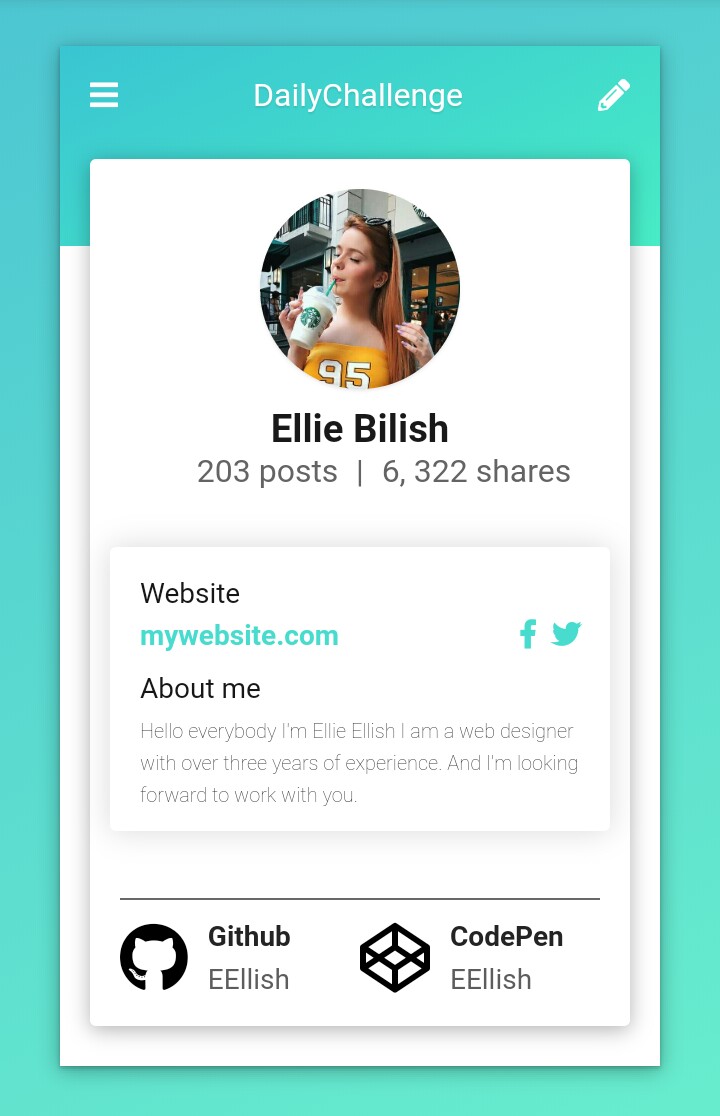 DailyChallenge
95
Ellie Bilish
203 posts | 6, 322 shares
Website
mywebsite.com
About me
Hello everybody I'm Ellie Ellish I am a web designer
with over three years of experience. And I'm looking
forward to work with you.
Github
EEllish
CodePen
EEllish